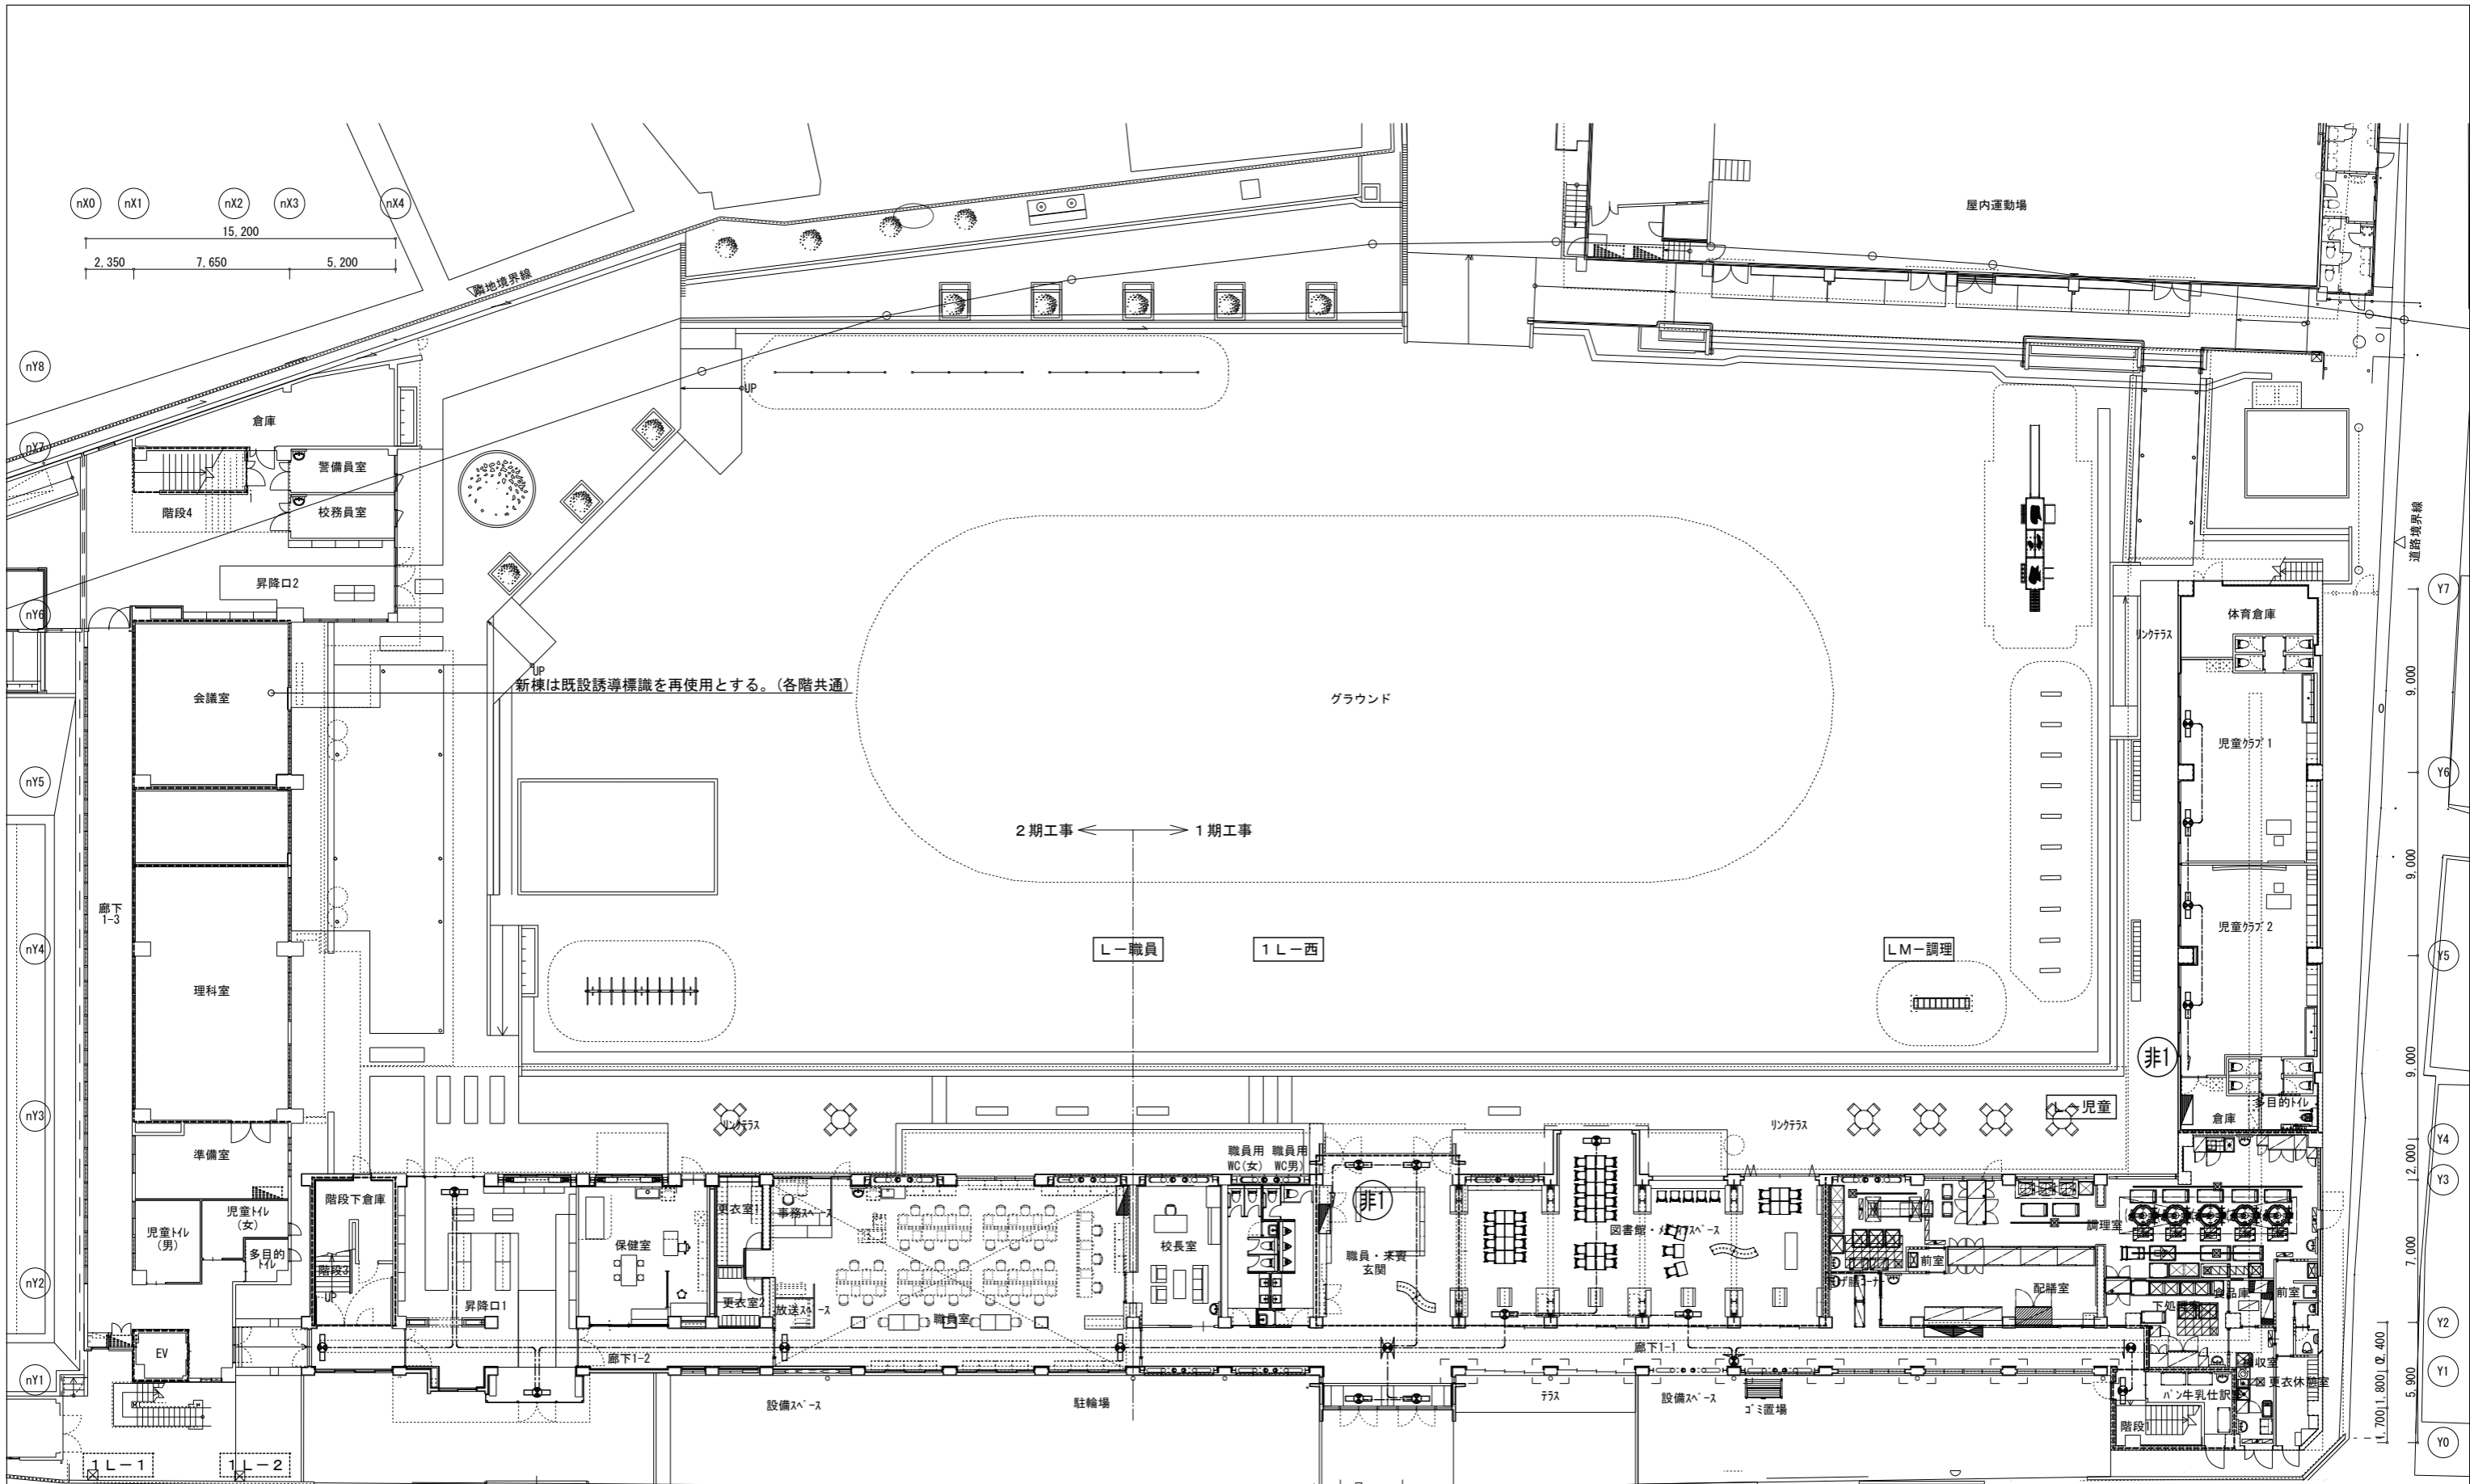 nX0
nX1
nX2
nX3
nX4
15,200
2,350
7,650
5,200
隣地境界線
屋内運動場
nY8
nY7
nY6
nY5
nY4
nY3
nY2
nY1
倉庫
警備員室
階段4
校務員室
昇降口2
UP
UP
新棟は既設誘導標識を再使用とする。(各階共通)
会議室
グラウンド
廊下
1-3
理科室
2期工事
1期工事
L-職員
1L-西
LM-調理
道路境界線
Y7
Y6
Y5
Y4
Y3
Y2
Y1
Y0
9,000
9,000
9,000
2,000
7,000
2,400
1,800
1,700
5,900
体育倉庫
リンクテラス
児童クラブ1
児童クラブ2
非1
児童
多目的トイレ
倉庫
準備室
児童トイレ
(男)
児童トイレ
(女)
多目的
トイレ
EV
1L-1
1L-2
階段下倉庫
階段3
UP
昇降口1
保健室
廊下1-2
更衣室1
更衣室2
リンクテラス
事務スペース
放送スペース
職員室
設備スペース
駐輪場
校長室
職員用
WC(女)
職員用
WC(男)
非1
職員・来賓
玄関
リンクテラス
図書館・メディアスペース
廊下1-1
テラス
設備スペース
ゴミ置場
前室
配膳室
調理室
食品庫
下処理室
前室
更衣休憩室
パン牛乳仕訳室
階段1